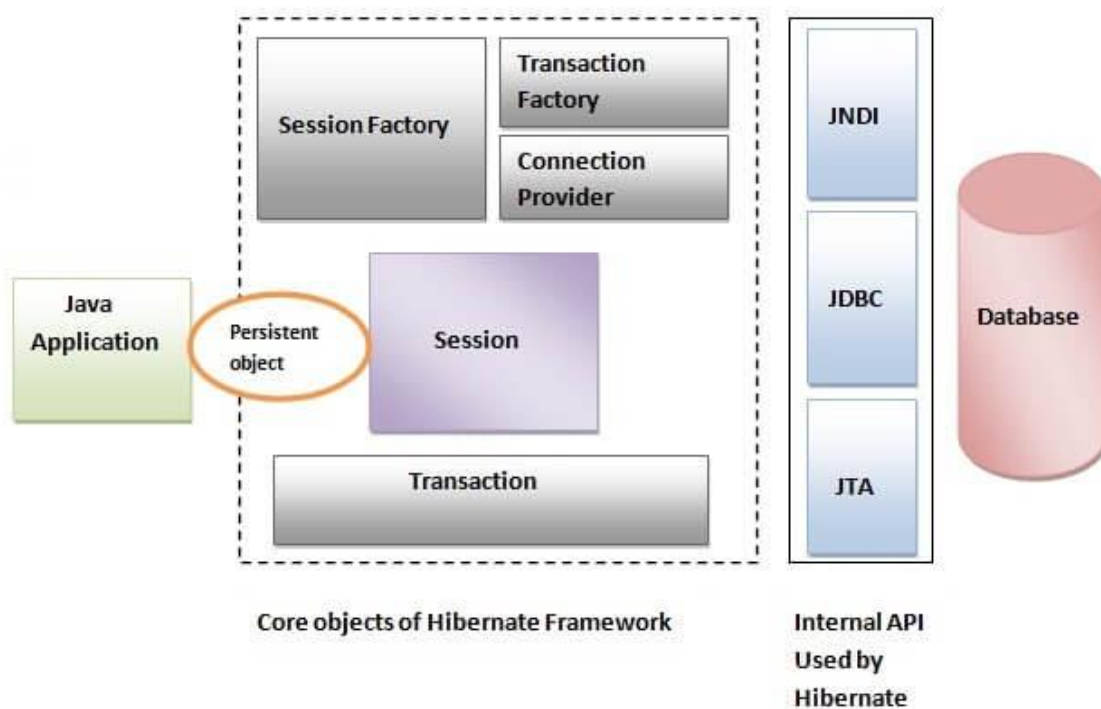 Session Factory
Transaction
Factory
Connection
Provider
JNDI
Java
Application
Persistent
object
Session
JDBC
Database
Transaction
JTA
Core objects of Hibernate Framework
Internal API
Used by
Hibernate